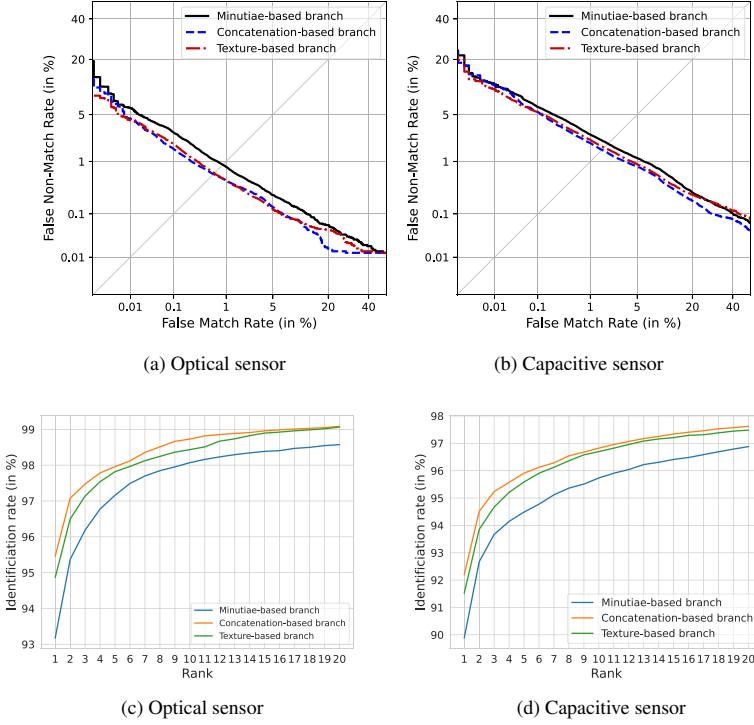 Minutiae-based branch
Concatenation-based branch
Texture-based branch
40
20
5
1
0.1
0.01
False Non-Match Rate (in %)
0.01 0.1 1 5 20 40
False Match Rate (in %)
(a) Optical sensor
Minutiae-based branch
Concatenation-based branch
Texture-based branch
40
20
5
1
0.1
0.01
False Non-Match Rate (in %)
0.01 0.1 1 5 20 40
False Match Rate (in %)
(b) Capacitive sensor
99
98
97
96
95
94
93
Identificiation rate (in %)
Minutiae-based branch
Concatenation-based branch
Texture-based branch
1 2 3 4 5 6 7 8 9 10 11 12 13 14 15 16 17 18 19 20
Rank
(c) Optical sensor
98
97
96
95
94
93
92
91
90
Identificiation rate (in %)
Minutiae-based branch
Concatenation-based branch
Texture-based branch
1 2 3 4 5 6 7 8 9 10 11 12 13 14 15 16 17 18 19 20
Rank
(d) Capacitive sensor